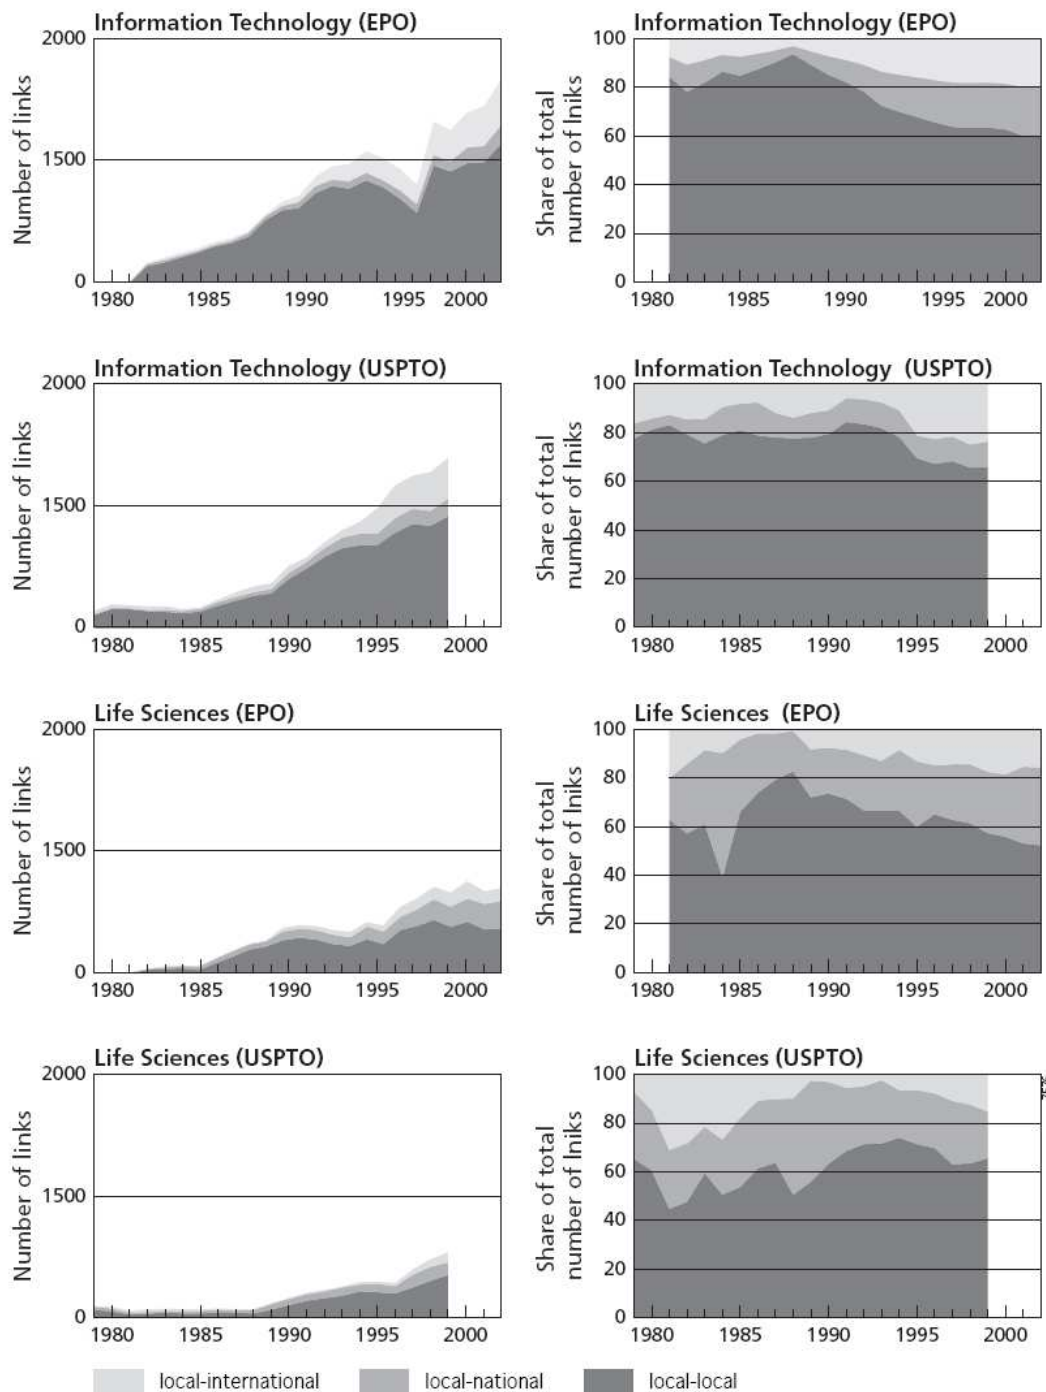 Information Technology (EPO)
2000
1500
0
Number of links
1980 1985 1990 1995 2000
Information Technology (EPO)
100
80
60
40
20
0
Share of total
number of lniks
1980 1985 1990 1995 2000
Information Technology (USPTO)
2000
1500
0
Number of links
1980 1985 1990 1995 2000
Information Technology (USPTO)
100
80
60
40
20
0
Share of total
number of lniks
1980 1985 1990 1995 2000
Life Sciences (EPO)
2000
1500
0
Number of links
1980 1985 1990 1995 2000
Life Sciences (EPO)
100
80
60
40
20
0
Share of total
number of lniks
1980 1985 1990 1995 2000
Life Sciences (USPTO)
2000
1500
0
Number of links
1980 1985 1990 1995 2000
Life Sciences (USPTO)
100
80
60
40
20
0
Share of total
number of lniks
1980 1985 1990 1995 2000
local-international local-national local-local